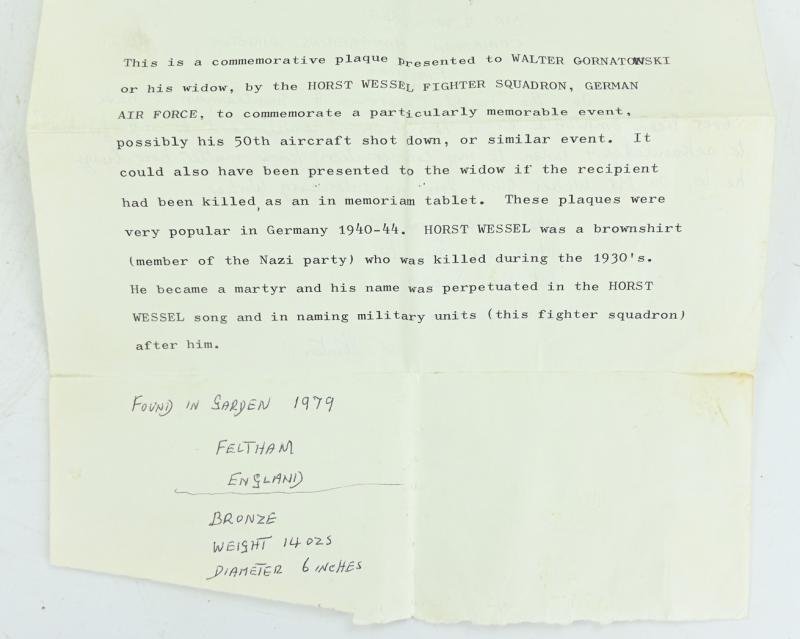 This is a commemorative plaque presented to WALTER GORNATOWSKI
or his widow, by the HORST WESSEL FIGHTER SQUADRON, GERMAN
AIR FORCE, to commemorate a particularly memorable event,
possibly his 50th aircraft shot down, or similar event. It
could also have been presented to the widow if the recipient
had been killed, as an in memoriam tablet. These plaques were
very popular in Germany 1940-44. HORST WESSEL was a brownshirt
(member of the Nazi party) who was killed during the 1930's.
He became a martyr and his name was perpetuated in the HORST
WESSEL song and in naming military units (this fighter squadron)
after him.
FOUND IN GARDEN 1979
FELTHAM
ENGLAND
BRONZE
WEIGHT 14 OZS
DIAMETER 6 INCHES